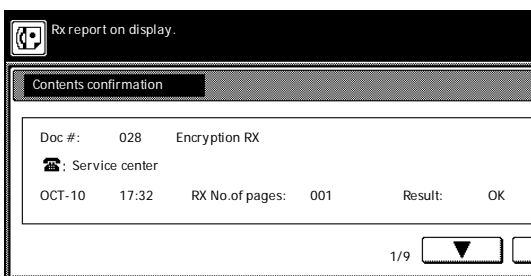 Rx report on display.
Contents confirmation
Doc #: 028 Encryption RX
☎: Service center
OCT-10 17:32 RX No.of pages: 001 Result: OK
1/9